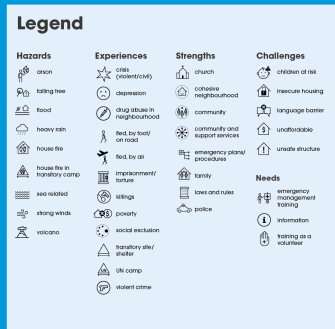 Legend
Hazards
arson
falling tree
flood
heavy rain
house fire
house fire in
transitory camp
sea related
strong winds
volcano
Experiences
crisis
(violent/civil)
depression
drug abuse in
neighbourhood
fled, by foot/
on road
fled, by air
imprisonment/
torture
killings
poverty
social exclusion
transitory site/
shelter
UN camp
violent crime
Strengths
church
cohesive
neighbourhood
community
community and
support services
emergency plans/
procedures
family
laws and rules
police
Challenges
children at risk
insecure housing
language barrier
unaffordable
unsafe structure
Needs
emergency
management
training
information
training as a
volunteer